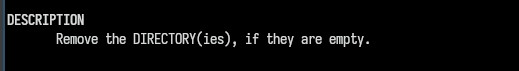 DESCRIPTION
Remove the DIRECTORY(ies), if they are empty.